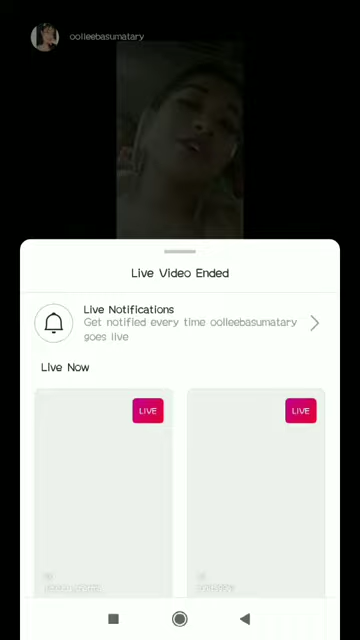 oolleebasumatary
Live Video Ended
Live Notifications
Get notified every time oolleebasumatary
goes live
Live Now
LIVE
LIVE